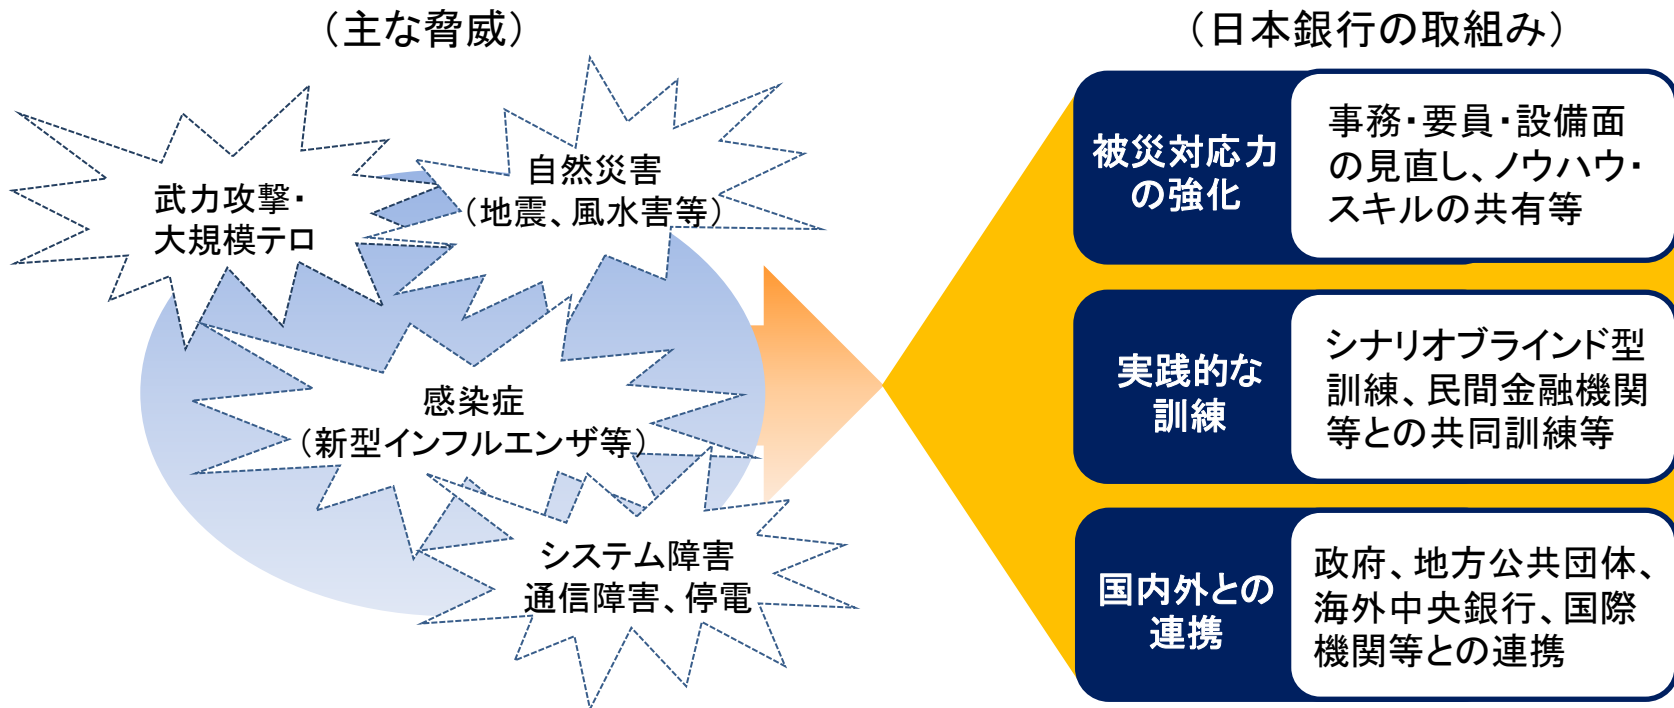 （主な脅威）
武力攻撃・
大規模テロ
自然災害
（地震、風水害等）
感染症
（新型インフルエンザ等）
システム障害
通信障害、停電
（日本銀行の取組み）
被災対応力
の強化
事務・要員・設備面
の見直し、ノウハウ・
スキルの共有等
実践的な
訓練
シナリオブラインド型
訓練、民間金融機関
等との共同訓練等
国内外との
連携
政府、地方公共団体、
海外中央銀行、国際
機関等との連携